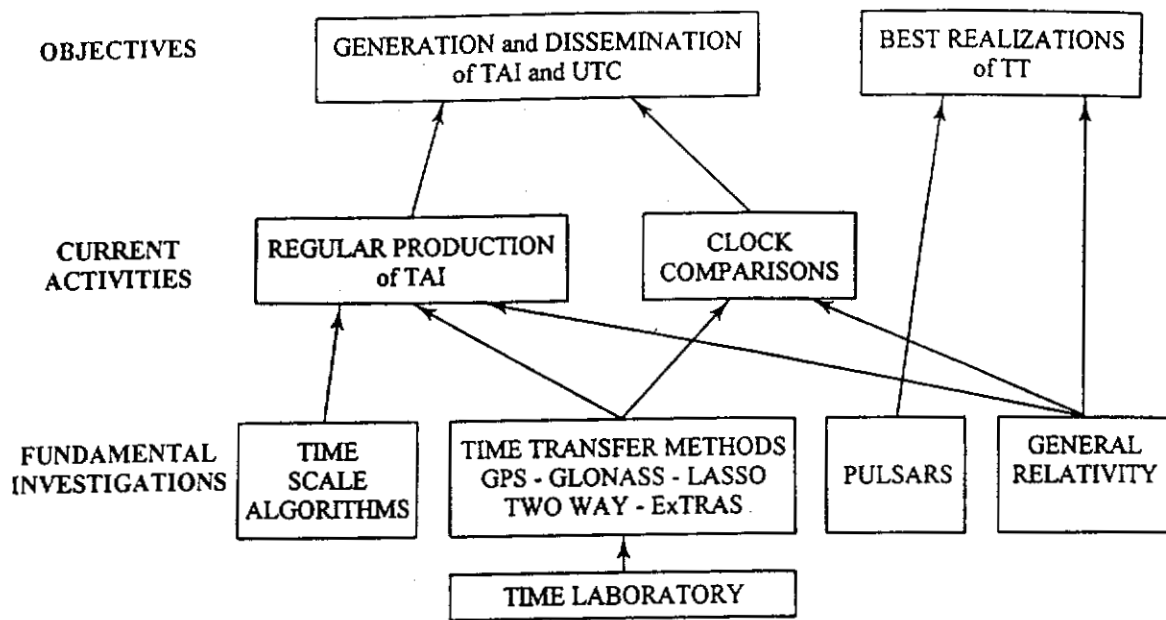 OBJECTIVES
GENERATION and DISSEMINATION
of TAI and UTC
BEST REALIZATIONS
of TT
CURRENT
ACTIVITIES
REGULAR PRODUCTION
of TAI
CLOCK
COMPARISONS
FUNDAMENTAL
INVESTIGATIONS
TIME
SCALE
ALGORITHMS
TIME TRANSFER METHODS
GPS - GLONASS - LASSO
TWO WAY - ExTRAS
PULSARS
GENERAL
RELATIVITY
TIME LABORATORY